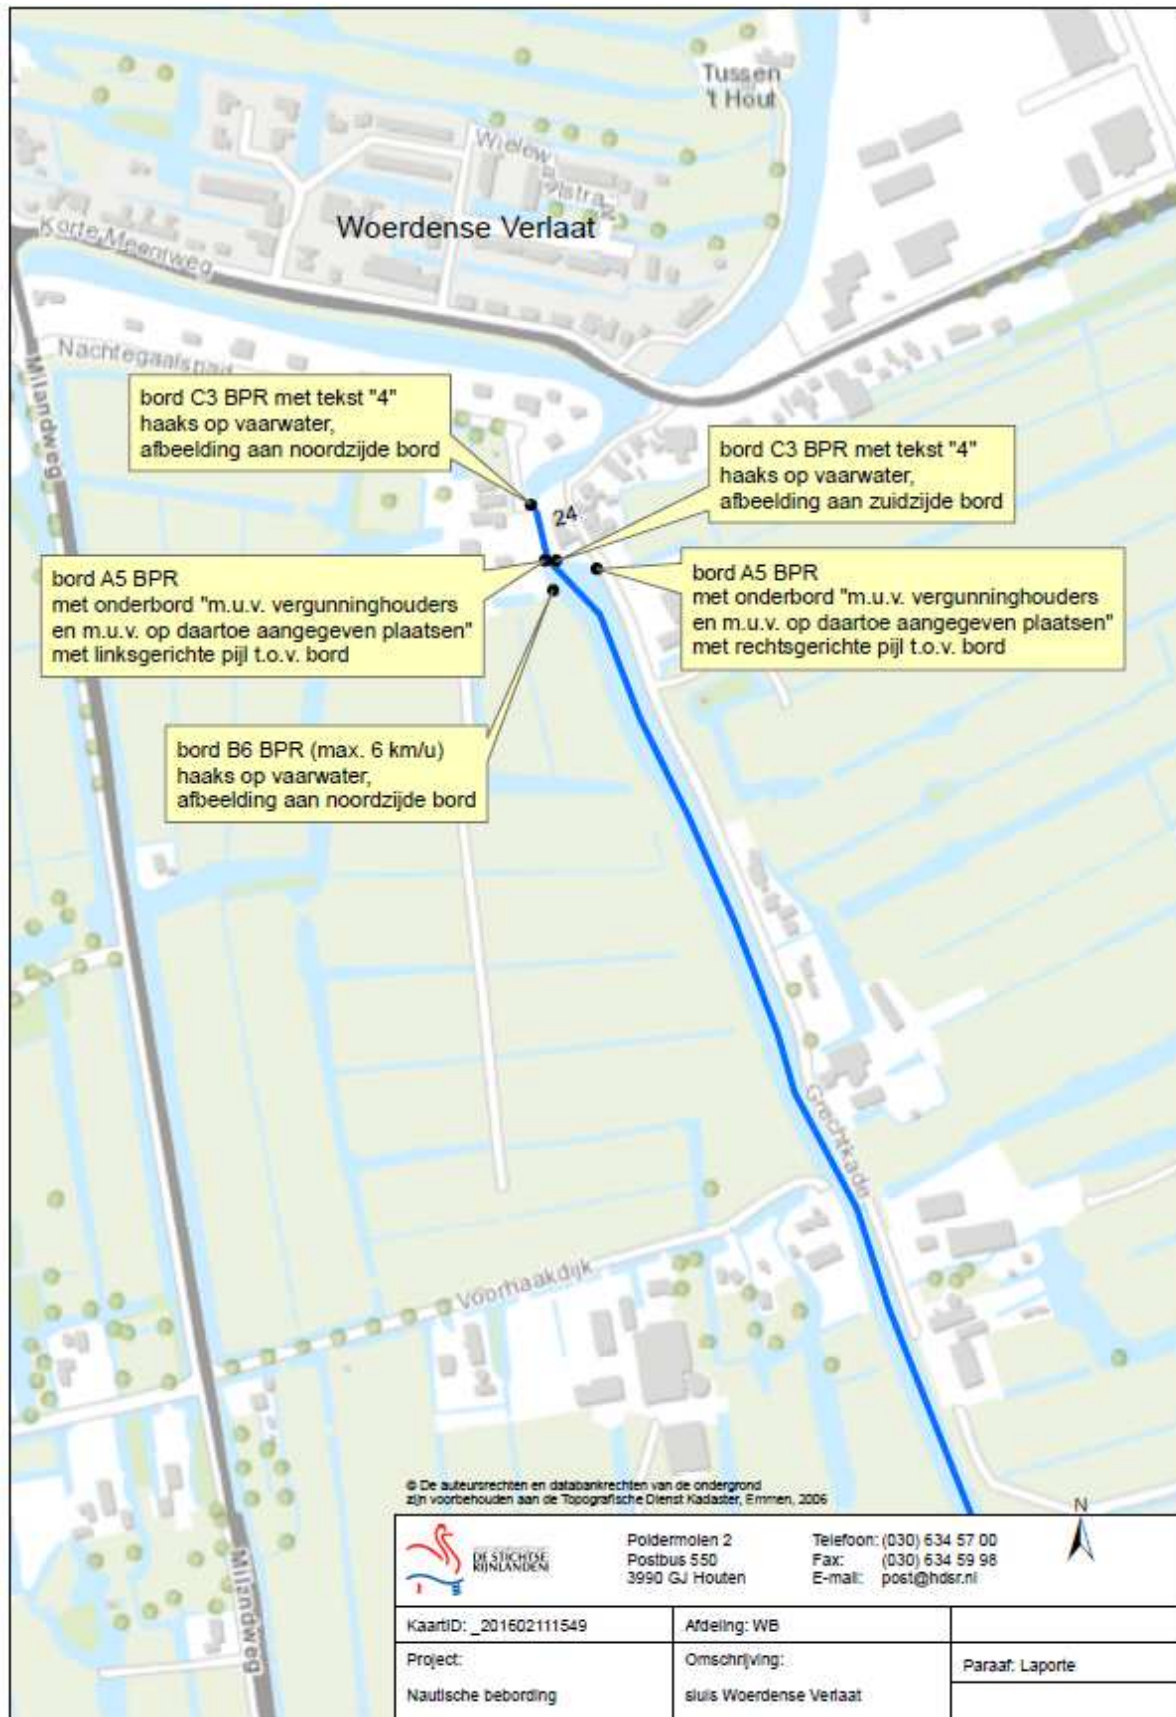 Tussen
't Hout
Wielew
olstra
Woerdense Verlaat
Korte Meentweg
Nachtegaalspad
Milandweg
bord C3 BPR met tekst "4"
haaks op vaarwater,
afbeelding aan noordzijde bord
bord C3 BPR met tekst "4"
haaks op vaarwater,
afbeelding aan zuidzijde bord
24
bord A5 BPR
met onderbord "m.u.v. vergunninghouders
en m.u.v. op daartoe aangegeven plaatsen"
met linksgerichte pijl t.o.v. bord
bord A5 BPR
met onderbord "m.u.v. vergunninghouders
en m.u.v. op daartoe aangegeven plaatsen"
met rechtsgerichte pijl t.o.v. bord
bord B6 BPR (max. 6 km/u)
haaks op vaarwater,
afbeelding aan noordzijde bord
Grechtkade
Voorhaakdijk
Milandweg
© De auteursrechten en databankrechten van de ondergrond
zijn voorbehouden aan de Topografische Dienst Kadaster, Emmen, 2006
N
DE STICHTSE
RIJNLANDEN
Poldermolen 2
Postbus 550
3990 GJ Houten
Telefoon: (030) 634 57 00
Fax: (030) 634 59 98
E-mail: post@hdsr.nl
KaartID: _201602111549
Afdeling: WB
Project:
Nautische bebording
Omschrijving:
sluis Woerdense Verlaat
Paraaf: Laporte